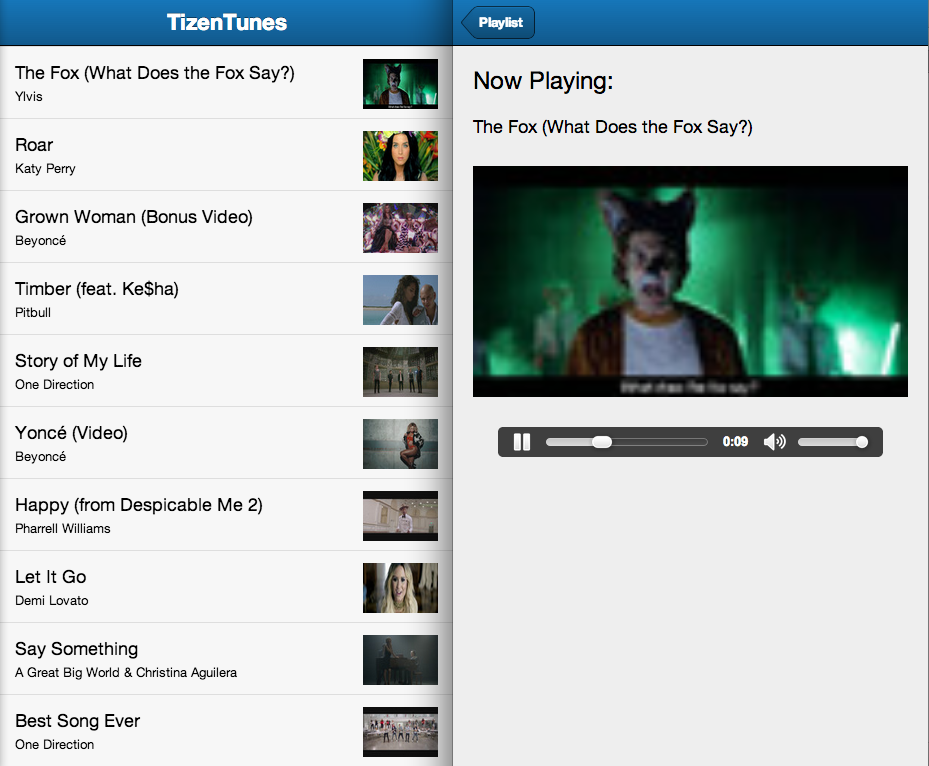 TizenTunes
The Fox (What Does the Fox Say?)
Ylvis
Roar
Katy Perry
Grown Woman (Bonus Video)
Beyoncé
Timber (feat. Ke$ha)
Pitbull
Story of My Life
One Direction
Yoncé (Video)
Beyoncé
Happy (from Despicable Me 2)
Pharrell Williams
Let It Go
Demi Lovato
Say Something
A Great Big World & Christina Aguilera
Best Song Ever
One Direction
Playlist
Now Playing:
The Fox (What Does the Fox Say?)
What does the fox say?
0:09